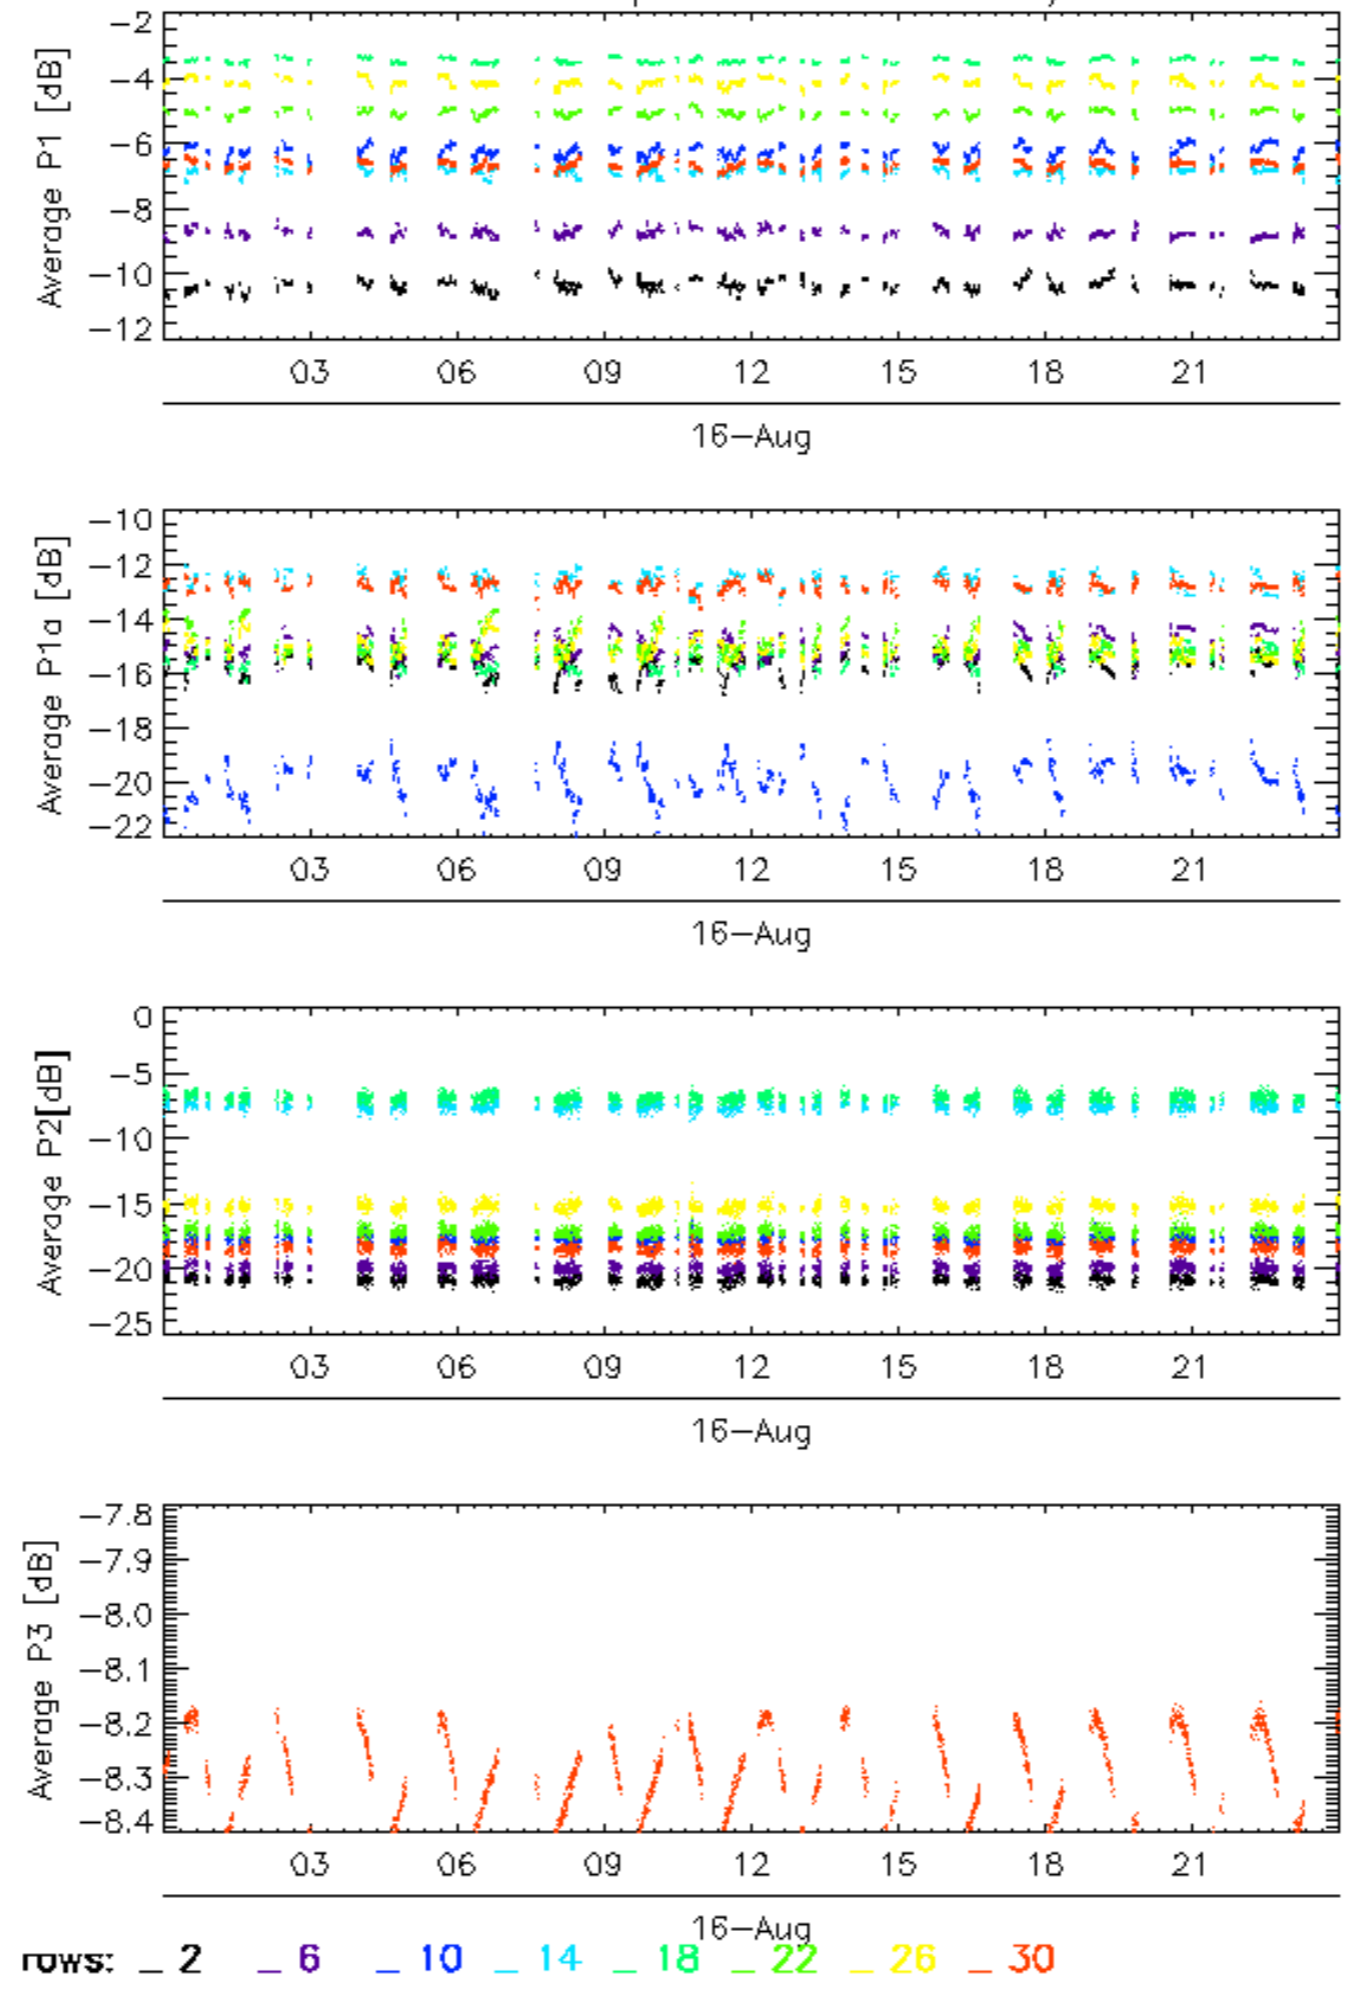 Average P1 [dB]
-2
-4
-6
-8
-10
-12
03 06 09 12 15 18 21
16-Aug
Average P1a [dB]
-10
-12
-14
-16
-18
-20
-22
03 06 09 12 15 18 21
16-Aug
Average P2[dB]
0
-5
-10
-15
-20
-25
03 06 09 12 15 18 21
16-Aug
Average P3 [dB]
-7.8
-7.9
-8.0
-8.1
-8.2
-8.3
-8.4
03 06 09 12 15 18 21
16-Aug
rows: _ 2 _ 6 _ 10 _ 14 _ 18 _ 22 _ 26 _ 30